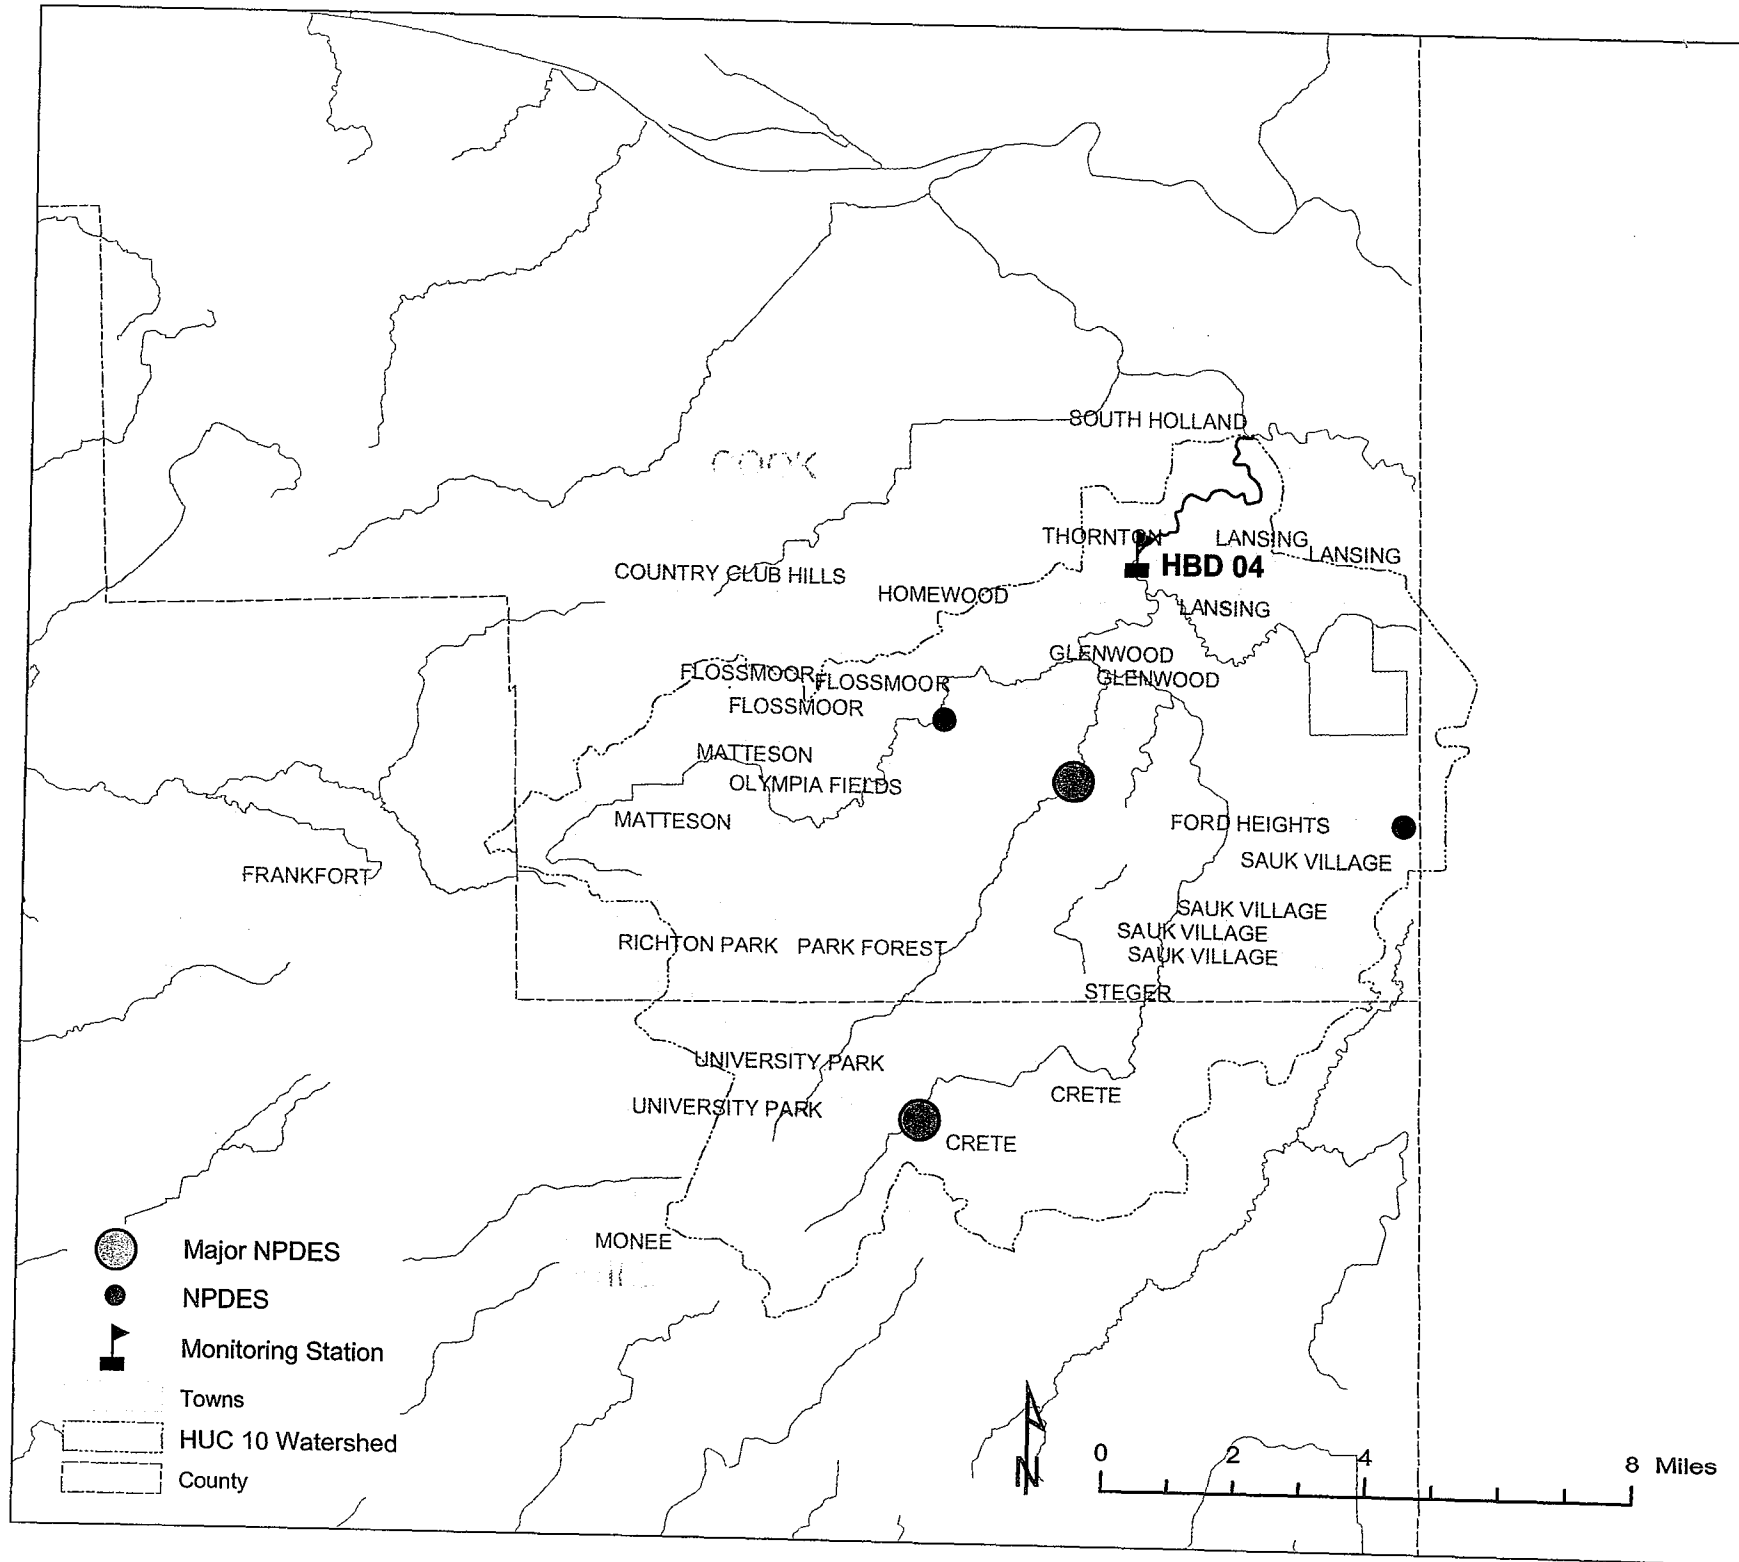 SOUTH HOLLAND
COOK
THORNTON
LANSING
LANSING
HBD 04
COUNTRY CLUB HILLS
HOMEWOOD
LANSING
GLENWOOD
FLOSSMOOR
FLOSSMOOR
GLENWOOD
FLOSSMOOR
MATTESON
OLYMPIA FIELDS
MATTESON
FORD HEIGHTS
SAUK VILLAGE
FRANKFORT
SAUK VILLAGE
SAUK VILLAGE
RICHTON PARK
PARK FOREST
SAUK VILLAGE
STEGER
UNIVERSITY PARK
CRETE
UNIVERSITY PARK
CRETE
MONEE
Major NPDES
NPDES
Monitoring Station
Towns
HUC 10 Watershed
County
N
0 2 4 8 Miles